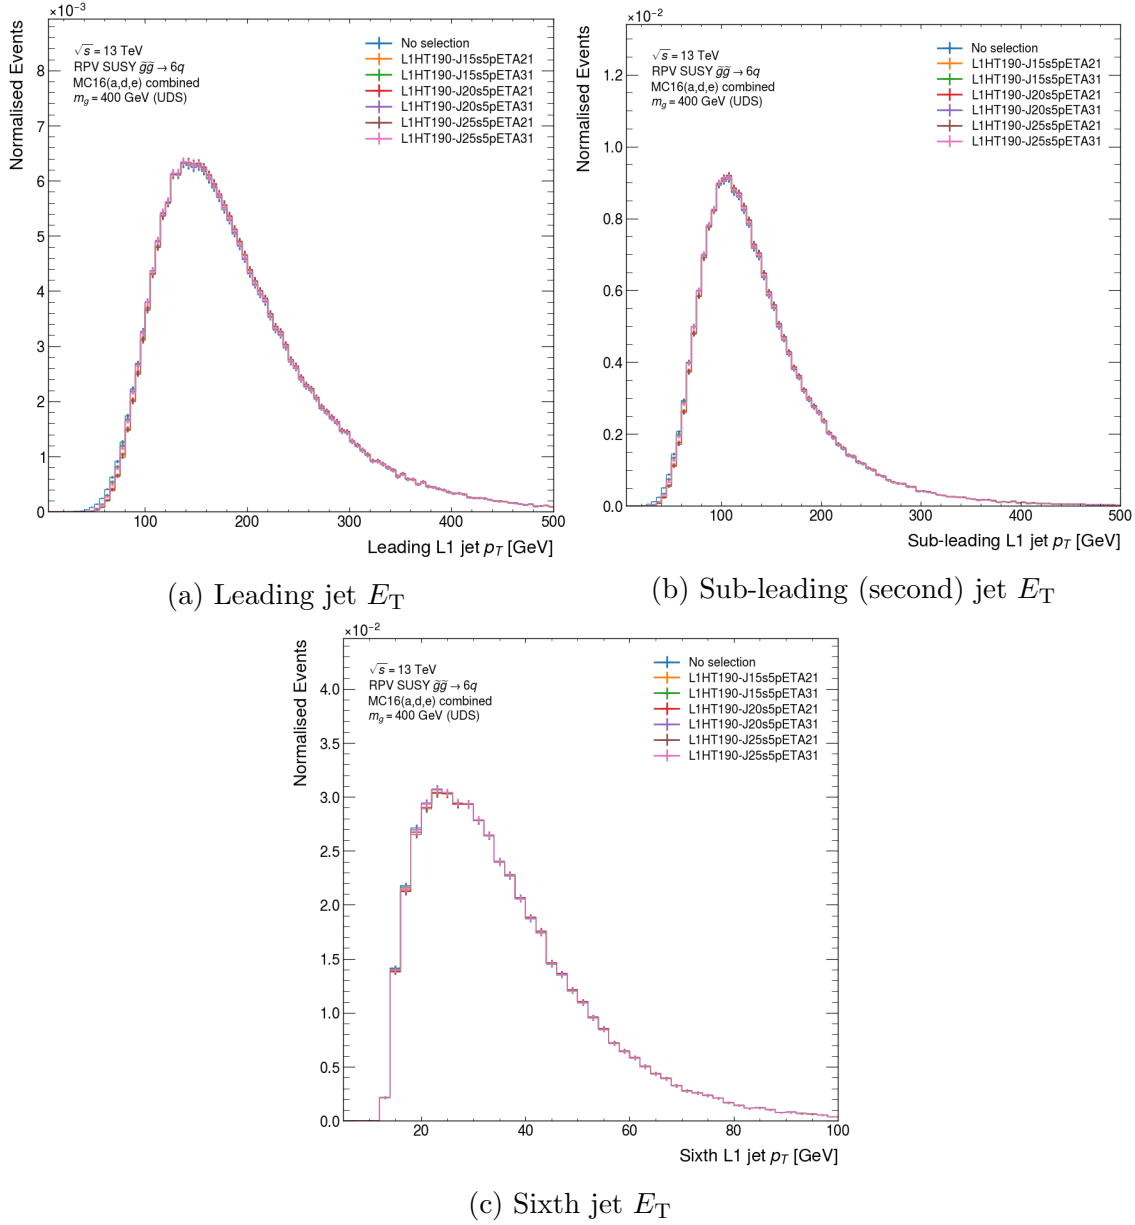 ×10⁻³
Normalised Events
8
7
6
5
4
3
2
1
0
100
200
300
400
500
Leading L1 jet p_T [GeV]
√s = 13 TeV
RPV SUSY g̃g̃ → 6q
MC16(a,d,e) combined
m_g = 400 GeV (UDS)
No selection
L1HT190-J15s5pETA21
L1HT190-J15s5pETA31
L1HT190-J20s5pETA21
L1HT190-J20s5pETA31
L1HT190-J25s5pETA21
L1HT190-J25s5pETA31
(a) Leading jet E_T
×10⁻²
Normalised Events
1.2
1.0
0.8
0.6
0.4
0.2
0.0
100
200
300
400
500
Sub-leading L1 jet p_T [GeV]
√s = 13 TeV
RPV SUSY g̃g̃ → 6q
MC16(a,d,e) combined
m_g = 400 GeV (UDS)
No selection
L1HT190-J15s5pETA21
L1HT190-J15s5pETA31
L1HT190-J20s5pETA21
L1HT190-J20s5pETA31
L1HT190-J25s5pETA21
L1HT190-J25s5pETA31
(b) Sub-leading (second) jet E_T
×10⁻²
Normalised Events
4.0
3.5
3.0
2.5
2.0
1.5
1.0
0.5
0.0
20
40
60
80
100
Sixth L1 jet p_T [GeV]
√s = 13 TeV
RPV SUSY g̃g̃ → 6q
MC16(a,d,e) combined
m_g = 400 GeV (UDS)
No selection
L1HT190-J15s5pETA21
L1HT190-J15s5pETA31
L1HT190-J20s5pETA21
L1HT190-J20s5pETA31
L1HT190-J25s5pETA21
L1HT190-J25s5pETA31
(c) Sixth jet E_T